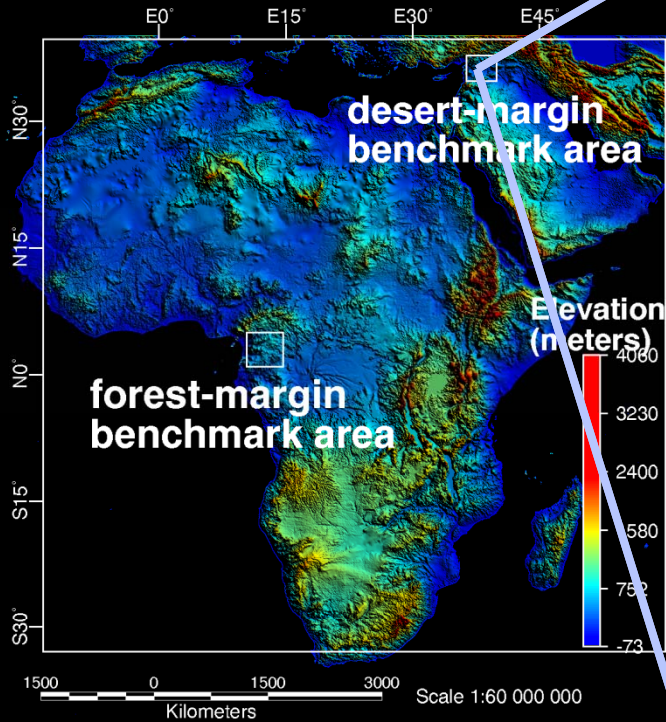 E0° E15° E30° E45°
N30°
desert-margin
benchmark area
N15°
Elevation
(meters)
N0°
forest-margin
benchmark area
4060
3230
2400
S15°
1580
752
S30°
-73
1500 0 1500 3000
Kilometers
Scale 1:60 000 000